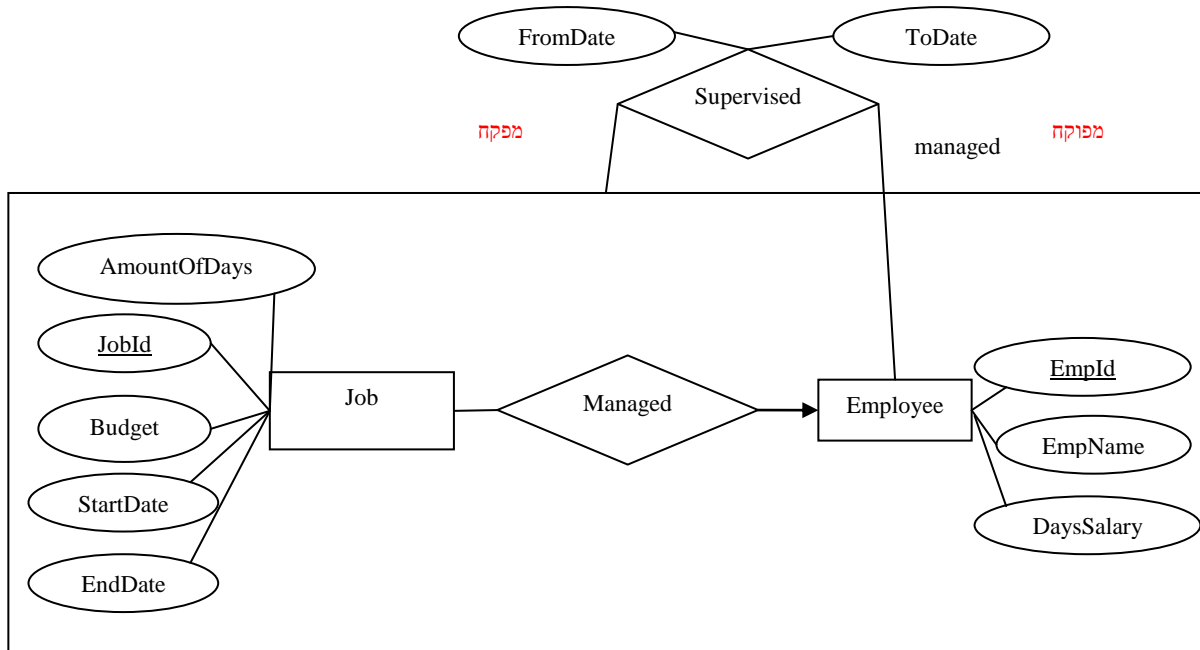 FromDate
ToDate
Supervised
מפקח
managed
מפוקח
AmountOfDays
JobId
Budget
StartDate
EndDate
Job
Managed
Employee
EmpId
EmpName
DaysSalary